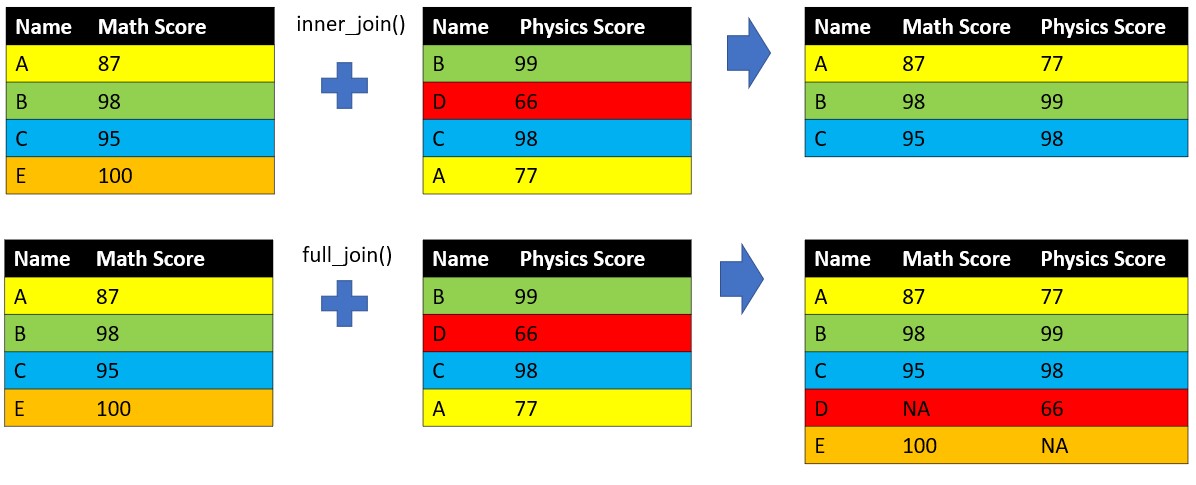 Name Math Score
A 87
B 98
C 95
E 100
inner_join()
Name Physics Score
B 99
D 66
C 98
A 77
Name Math Score Physics Score
A 87 77
B 98 99
C 95 98
Name Math Score
A 87
B 98
C 95
E 100
full_join()
Name Physics Score
B 99
D 66
C 98
A 77
Name Math Score Physics Score
A 87 77
B 98 99
C 95 98
D NA 66
E 100 NA